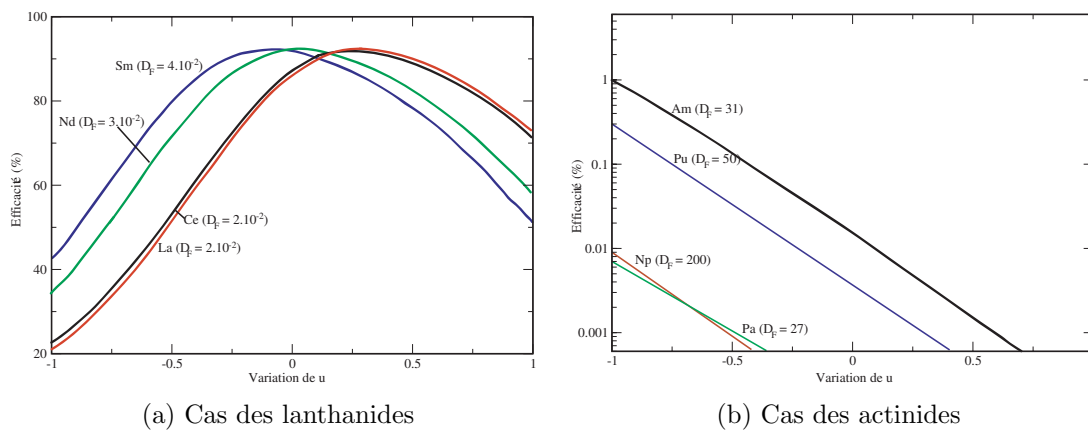 100
80
60
40
20
Efficacité (%)
Sm (D_F = 4.10^-2)
Nd (D_F = 3.10^-2)
Ce (D_F = 2.10^-2)
La (D_F = 2.10^-2)
-1 -0.5 0 0.5 1
Variation de u
(a) Cas des lanthanides
1
0.1
0.01
0.001
Efficacité (%)
Am (D_F = 31)
Pu (D_F = 50)
Np (D_F = 200)
Pa (D_F = 27)
-1 -0.5 0 0.5
Variation de u
(b) Cas des actinides